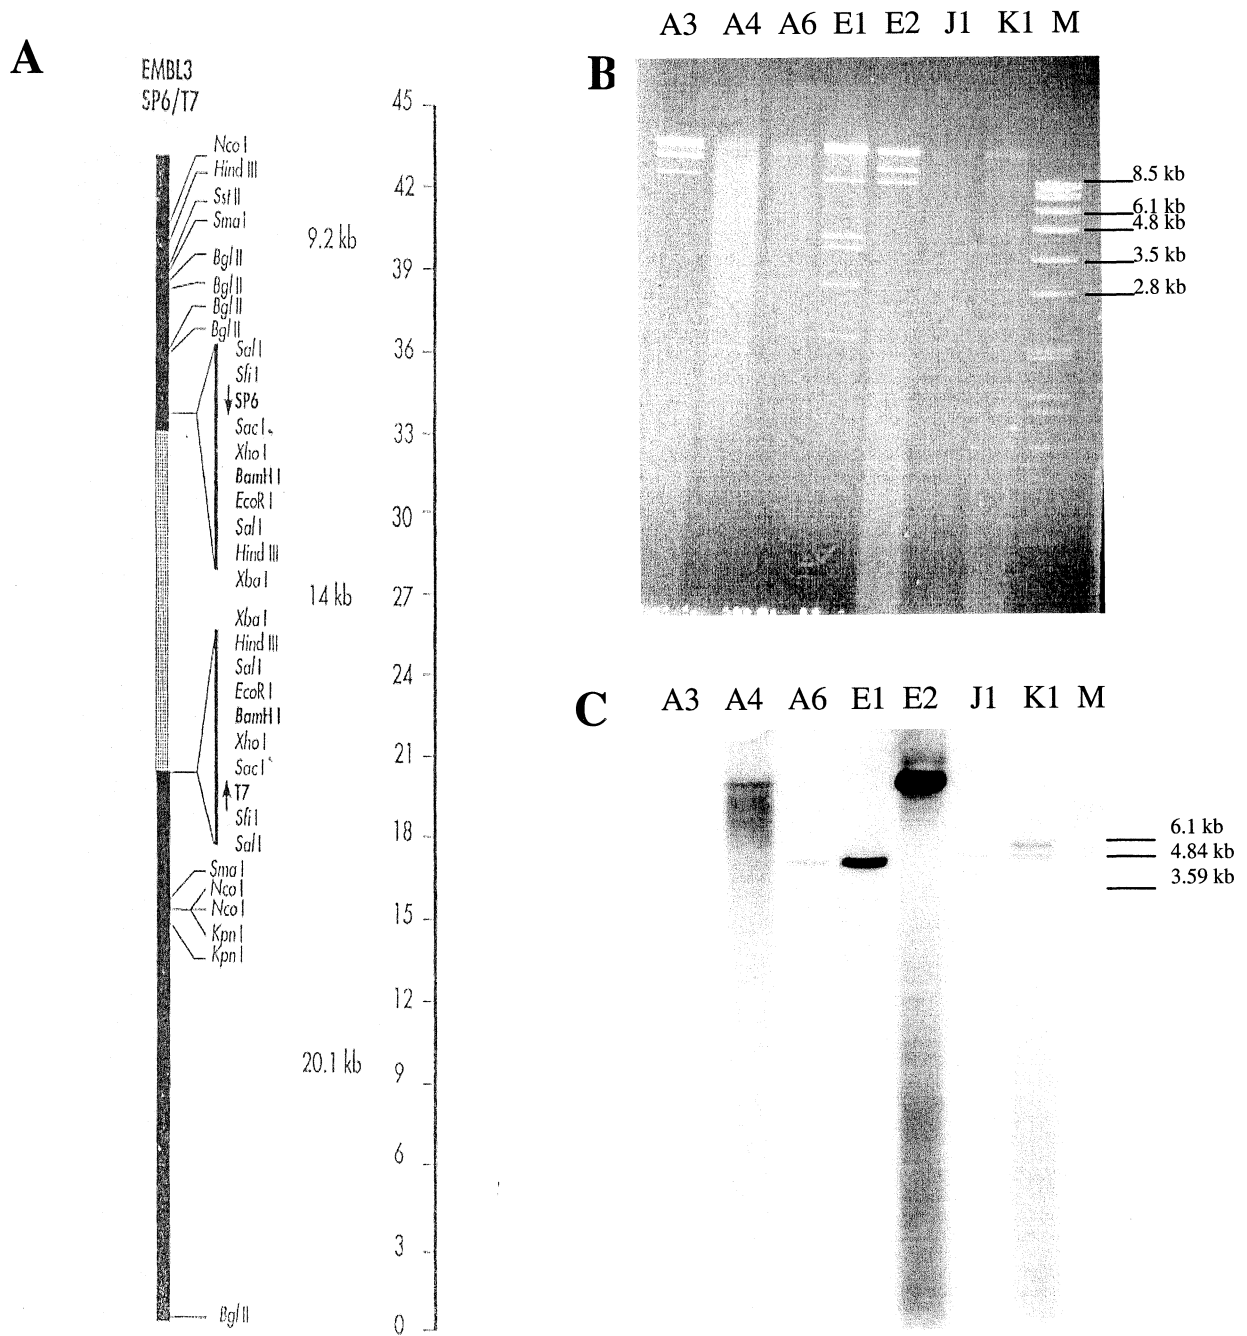 A
EMBL3
SP6/T7
Nco I
Hind III
Sst II
Sma I
Bgl II
Bgl II
Bgl II
Bgl II
Sal I
Sfi I
SP6
Sac I
Xho I
BamH I
EcoR I
Sal I
Hind III
Xba I
Xba I
Hind III
Sal I
EcoR I
BamH I
Xho I
Sac I
T7
Sfi I
Sal I
Sma I
Nco I
Nco I
Kpn I
Kpn I
Bgl II
9.2 kb
14 kb
20.1 kb
45
42
39
36
33
30
27
24
21
18
15
12
9
6
3
0
B
A3 A4 A6 E1 E2 J1 K1 M
8.5 kb
6.1 kb
4.8 kb
3.5 kb
2.8 kb
C
A3 A4 A6 E1 E2 J1 K1 M
6.1 kb
4.84 kb
3.59 kb